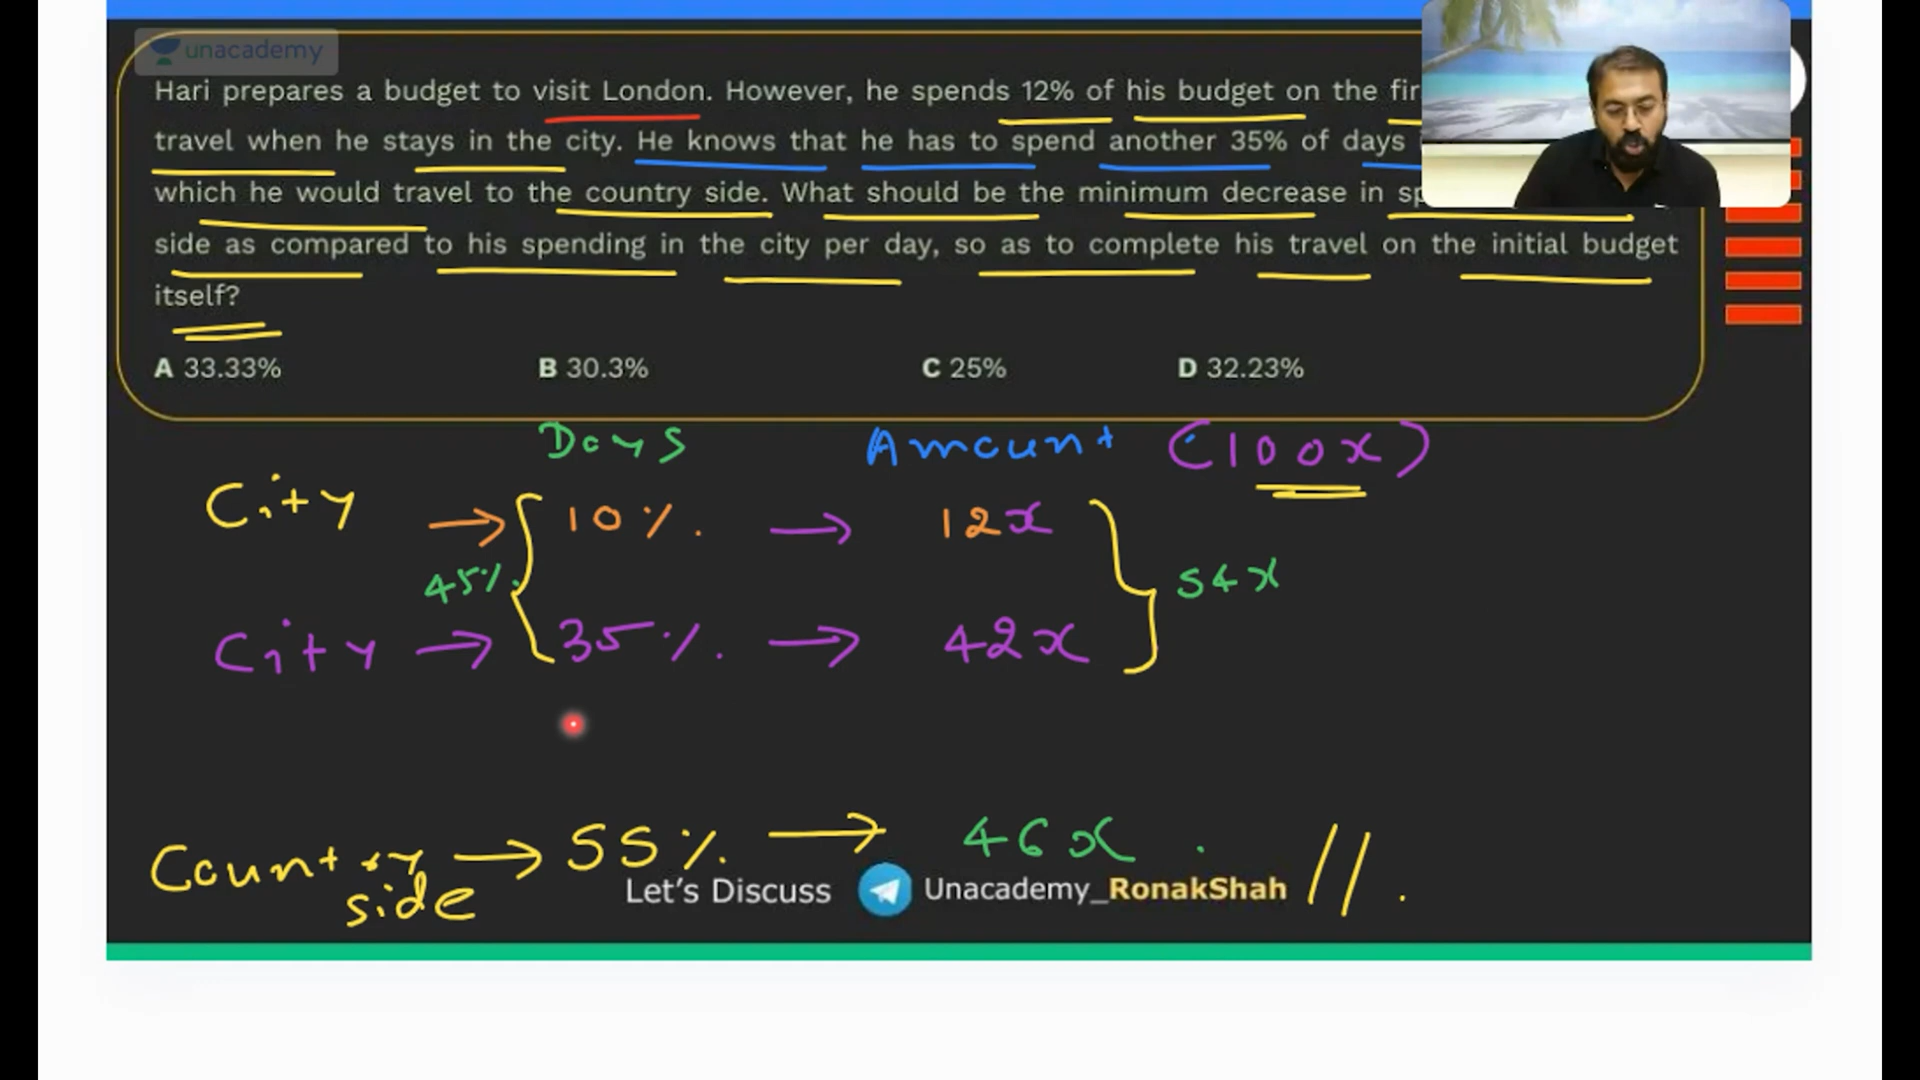 unacademy
Hari prepares a budget to visit London. However, he spends 12% of his budget on the fir
travel when he stays in the city. He knows that he has to spend another 35% of days
which he would travel to the country side. What should be the minimum decrease in sp
side as compared to his spending in the city per day, so as to complete his travel on the initial budget
itself?
A 33.33% B 30.3% C 25% D 32.23%
Days Amount (100x)
City → 10%. → 12x
45%. 54x
City → 35%. → 42x
Country side → 55%. → 46x.
Let's Discuss Unacademy_RonakShah //.